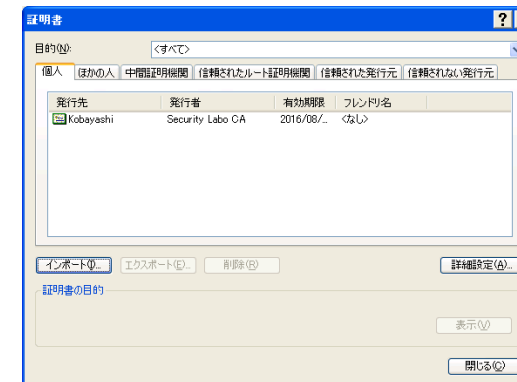 証明書
?
目的(N): <すべて>
個人 ほかの人 中間証明機関 信頼されたルート証明機関 信頼された発行元 信頼されない発行元
発行先 発行者 有効期限 フレンドリ名
Kobayashi Security Labo CA 2016/08/... <なし>
インポート(I)... エクスポート(E)... 削除(R) 詳細設定(A)...
証明書の目的
表示(V)
閉じる(C)